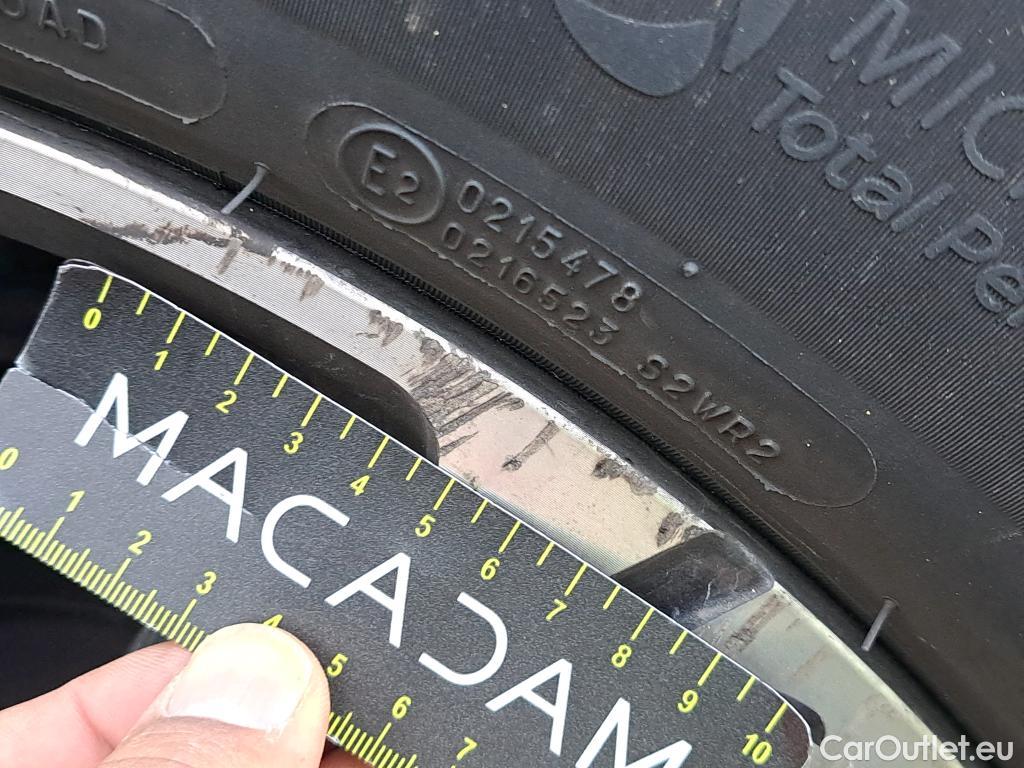 OAD
MIC
Total Per
E2
0215478
0216523 S2WR2
0 1 2 3 4 5 6 7 8 9 10
MACADAM
0 1 2 3 4 5 6 7
CarOutlet.eu